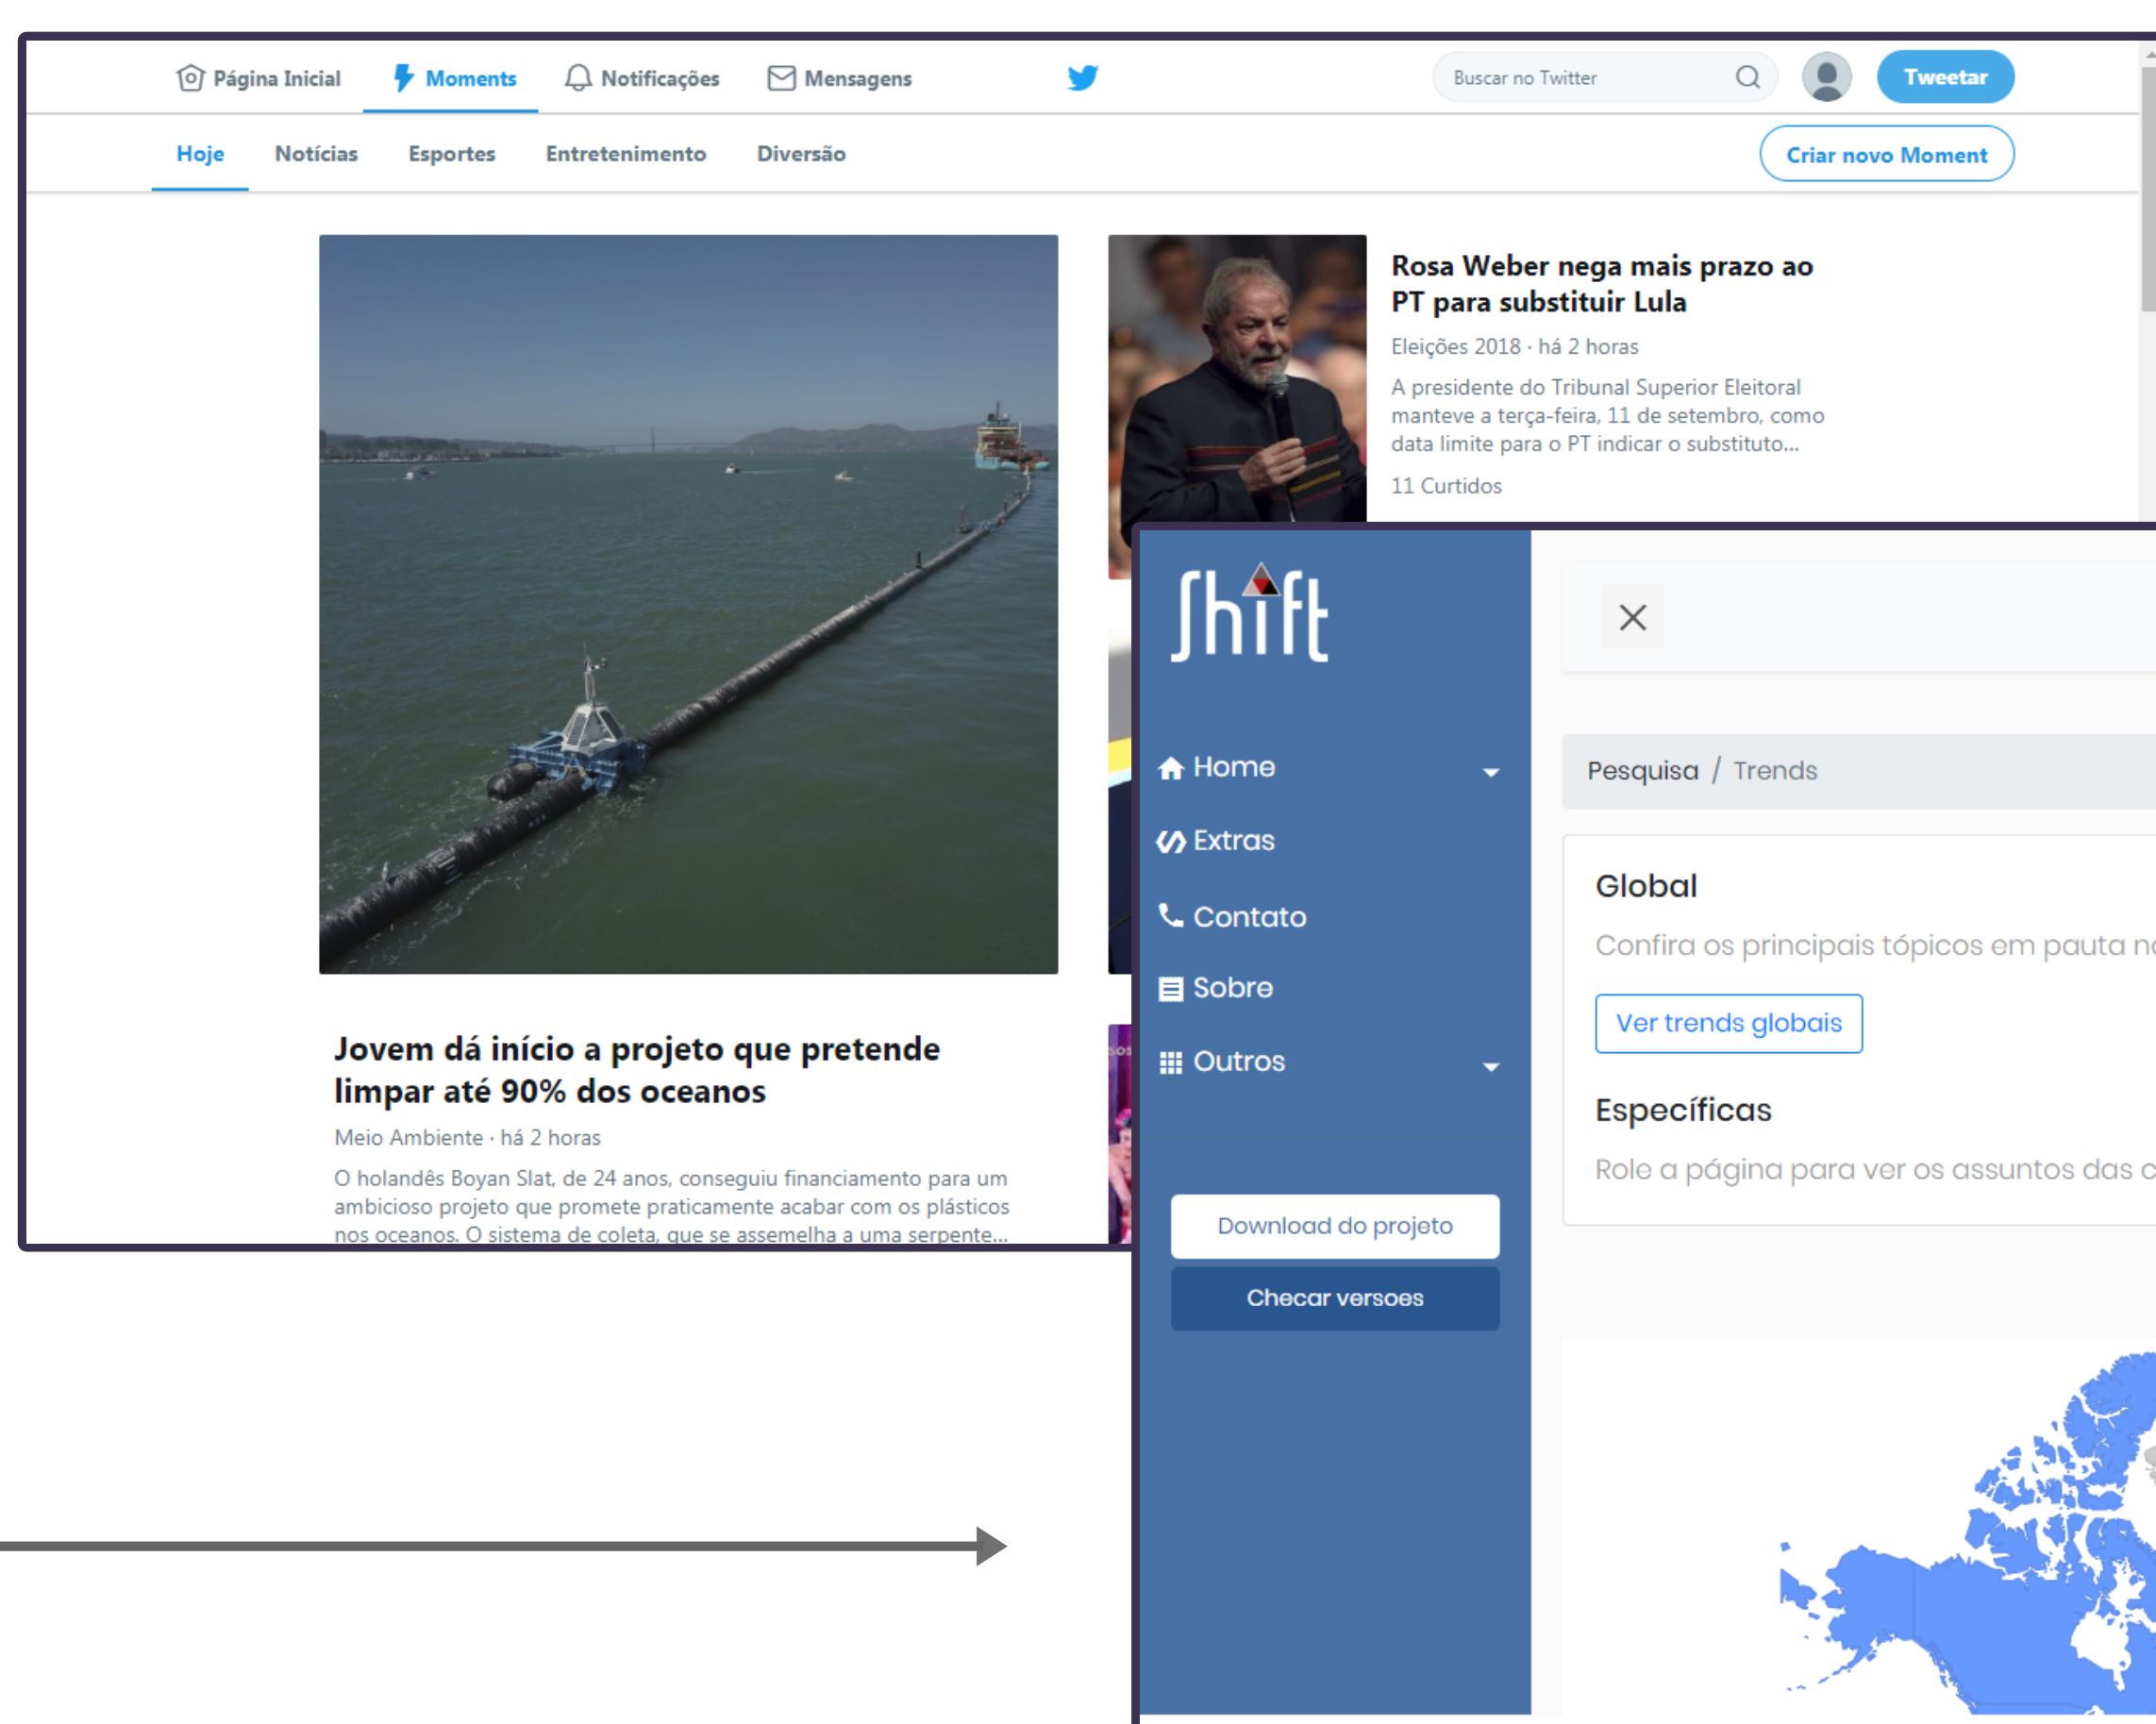 Página Inicial
Moments
Notificações
Mensagens
Buscar no Twitter
Tweetar
Hoje
Notícias
Esportes
Entretenimento
Diversão
Criar novo Moment
Rosa Weber nega mais prazo ao
PT para substituir Lula
Eleições 2018 · há 2 horas
A presidente do Tribunal Superior Eleitoral
manteve a terça-feira, 11 de setembro, como
data limite para o PT indicar o substituto...
11 Curtidos
Jovem dá início a projeto que pretende
limpar até 90% dos oceanos
Meio Ambiente · há 2 horas
O holandês Boyan Slat, de 24 anos, conseguiu financiamento para um
ambicioso projeto que promete praticamente acabar com os plásticos
nos oceanos. O sistema de coleta, que se assemelha a uma serpente...
Shift
Home
Extras
Contato
Sobre
Outros
Download do projeto
Checar versoes
Pesquisa / Trends
Global
Confira os principais tópicos em pauta
Ver trends globais
Específicas
Role a página para ver os assuntos das